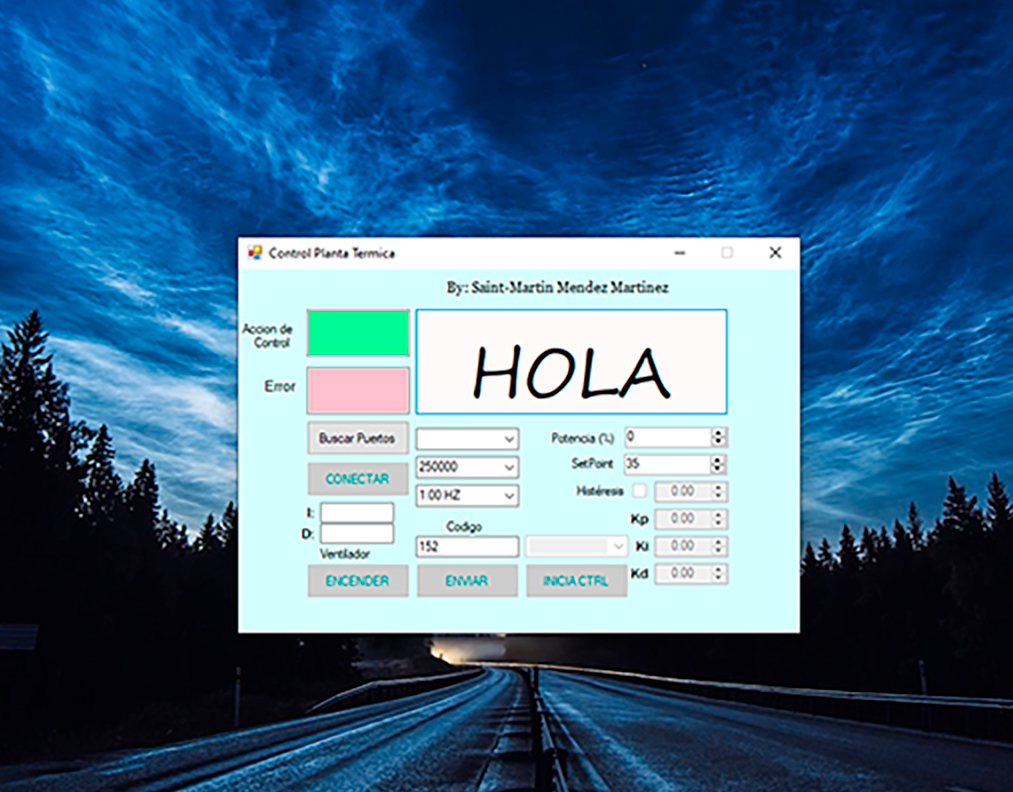 Control Planta Termica
By: Saint-Martin Mendez Martinez
Accion de
Control
HOLA
Error
Buscar Puertos
Potencia (%) 0
250000
SetPoint 35
CONECTAR
1.00 HZ
Histéresis 0.00
I:
Kp 0.00
D:
Codigo
Ventilador
152
Ki 0.00
ENCENDER
ENVIAR
INICIA CTRL
Kd 0.00